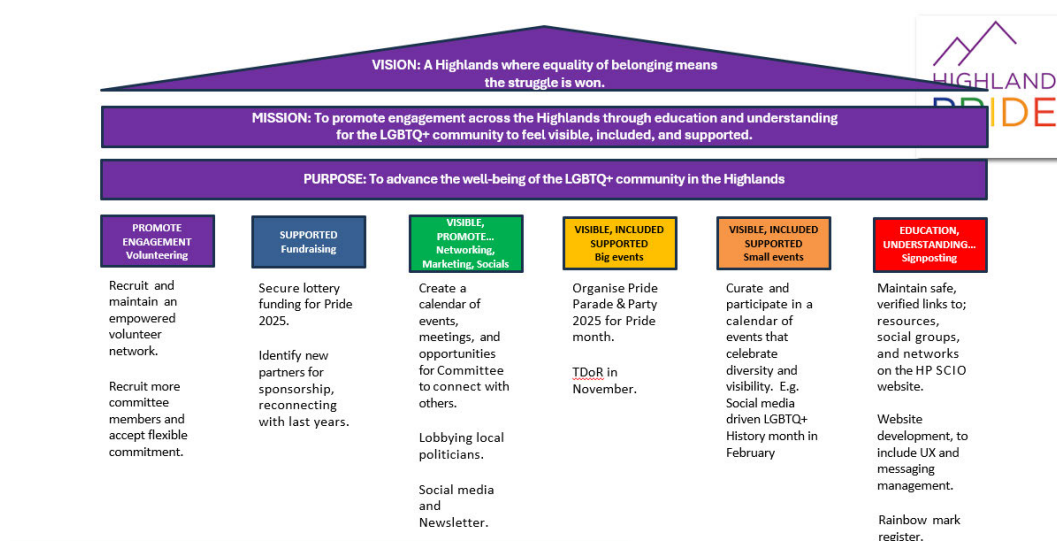 VISION: A Highlands where equality of belonging means
the struggle is won.
HIGHLAND
PRIDE
MISSION: To promote engagement across the Highlands through education and understanding
for the LGBTQ+ community to feel visible, included, and supported.
PURPOSE: To advance the well-being of the LGBTQ+ community in the Highlands
PROMOTE
ENGAGEMENT
Volunteering
Recruit and
maintain an
empowered
volunteer
network.
Recruit more
committee
members and
accept flexible
commitment.
SUPPORTED
Fundraising
Secure lottery
funding for Pride
2025.
Identify new
partners for
sponsorship,
reconnecting
with last years.
VISIBLE,
PROMOTE...
Networking,
Marketing, Socials
Create a
calendar of
events,
meetings, and
opportunities
for Committee
to connect with
others.
Lobbying local
politicians.
Social media
and
Newsletter.
VISIBLE, INCLUDED
SUPPORTED
Big events
Organise Pride
Parade & Party
2025 for Pride
month.
TDoR in
November.
VISIBLE, INCLUDED
SUPPORTED
Small events
Curate and
participate in a
calendar of
events that
celebrate
diversity and
visibility. E.g.
Social media
driven LGBTQ+
History month in
February
EDUCATION,
UNDERSTANDING...
Signposting
Maintain safe,
verified links to;
resources,
social groups,
and networks
on the HP SCIO
website.
Website
development, to
include UX and
messaging
management.
Rainbow mark
register.